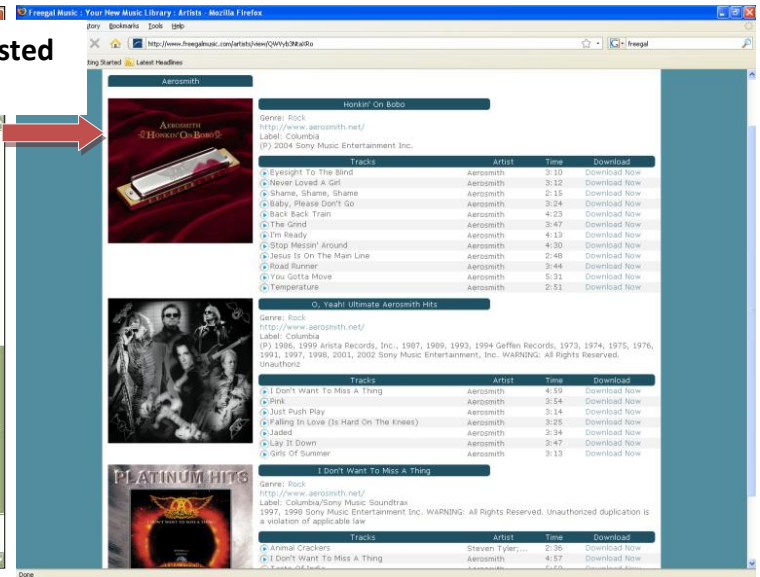 sted
Freegal Music : Your New Music Library : Artists - Mozilla Firefox
tory Bookmarks Tools Help
http://www.freegalmusic.com/artists/view/QWVyb3NtaXRo
freegal
ting Started Latest Headlines
Aerosmith
AEROSMITH
HONKIN' ON BOBO
Honkin' On Bobo
Genre: Rock
http://www.aerosmith.net/
Label: Columbia
(P) 2004 Sony Music Entertainment Inc.
Tracks Artist Time Download
Eyesight To The Blind Aerosmith 3:10 Download Now
Never Loved A Girl Aerosmith 3:12 Download Now
Shame, Shame, Shame Aerosmith 2:15 Download Now
Baby, Please Don't Go Aerosmith 3:24 Download Now
Back Back Train Aerosmith 4:23 Download Now
The Grind Aerosmith 3:47 Download Now
I'm Ready Aerosmith 4:13 Download Now
Stop Messin' Around Aerosmith 4:30 Download Now
Jesus Is On The Main Line Aerosmith 2:48 Download Now
Road Runner Aerosmith 3:44 Download Now
You Gotta Move Aerosmith 5:31 Download Now
Temperature Aerosmith 2:51 Download Now
O, Yeah! Ultimate Aerosmith Hits
Genre: Rock
http://www.aerosmith.net/
Label: Columbia
(P) 1986, 1999 Arista Records, Inc., 1987, 1989, 1993, 1994 Geffen Records, 1973, 1974, 1975, 1976,
1991, 1997, 1998, 2001, 2002 Sony Music Entertainment, Inc. WARNING: All Rights Reserved.
Unauthoriz
Tracks Artist Time Download
I Don't Want To Miss A Thing Aerosmith 4:59 Download Now
Pink Aerosmith 3:54 Download Now
Just Push Play Aerosmith 3:14 Download Now
Falling In Love (Is Hard On The Knees) Aerosmith 3:25 Download Now
Jaded Aerosmith 3:34 Download Now
Lay It Down Aerosmith 3:47 Download Now
Girls Of Summer Aerosmith 3:13 Download Now
PLATINUM HITS
AEROSMITH
I DON'T WANT TO MISS A THING
I Don't Want To Miss A Thing
Genre: Rock
http://www.aerosmith.net/
Label: Columbia/Sony Music Soundtrax
1997, 1998 Sony Music Entertainment Inc. WARNING: All Rights Reserved. Unauthorized duplication is
a violation of applicable law
Tracks Artist Time Download
Animal Crackers Steven Tyler;... 2:36 Download Now
I Don't Want To Miss A Thing Aerosmith 4:57 Download Now
Done